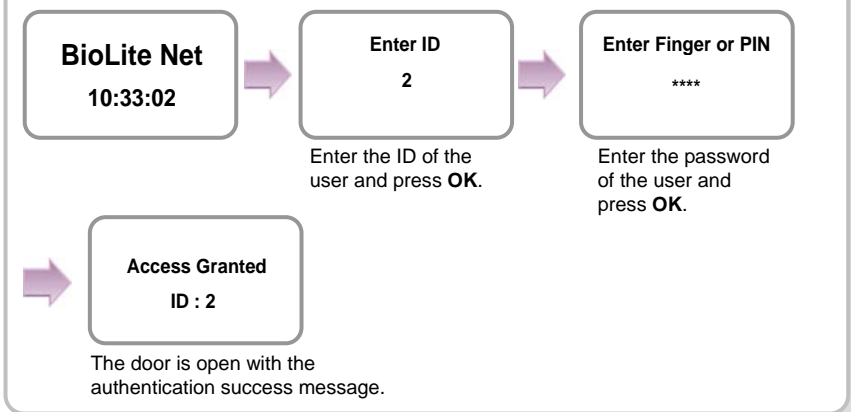 BioLite Net
10:33:02
Enter ID
2
Enter the ID of the
user and press OK.
Enter Finger or PIN
****
Enter the password
of the user and
press OK.
Access Granted
ID : 2
The door is open with the
authentication success message.